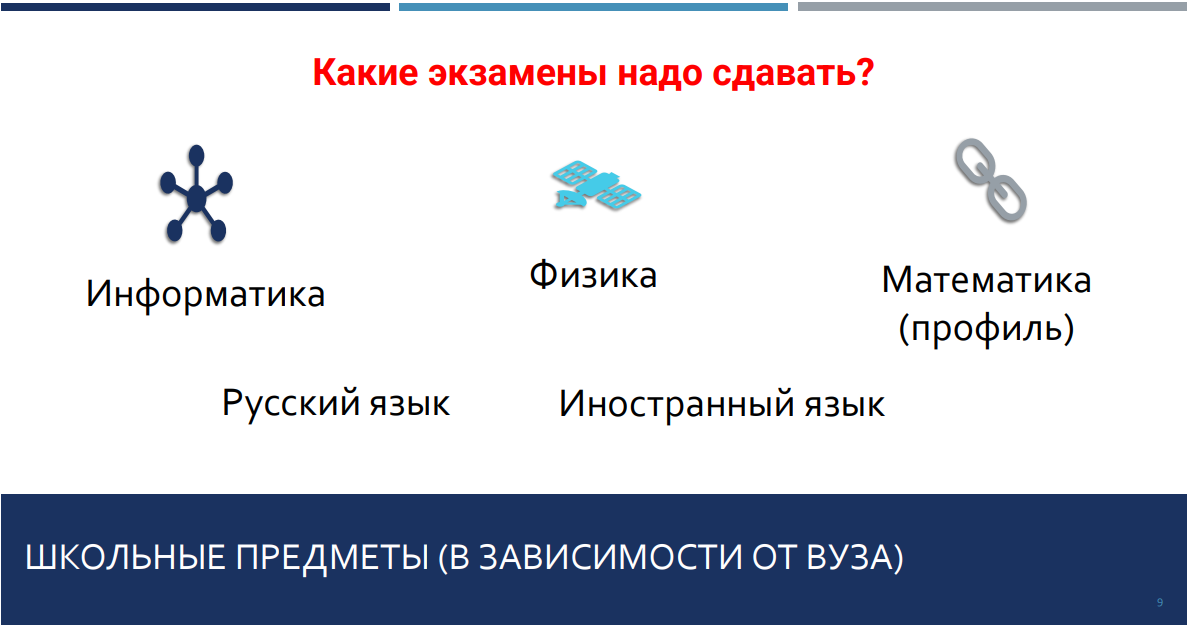 Какие экзамены надо сдавать?
Информатика
Физика
Математика
(профиль)
Русский язык
Иностранный язык
ШКОЛЬНЫЕ ПРЕДМЕТЫ (В ЗАВИСИМОСТИ ОТ ВУЗА)
9